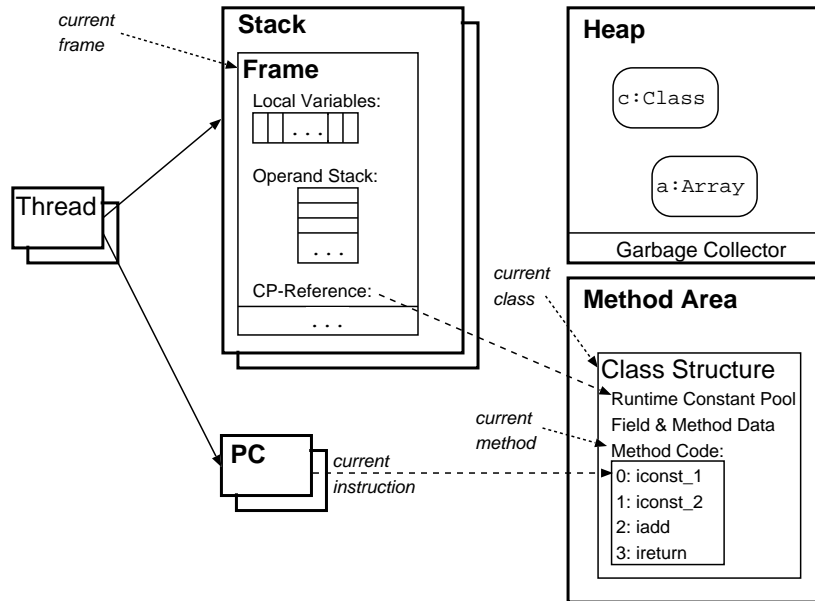 current
frame
Stack
Frame
Local Variables:
...
Operand Stack:
...
CP-Reference:
...
Thread
PC
current
instruction
Heap
c:Class
a:Array
Garbage Collector
current
class
Method Area
Class Structure
Runtime Constant Pool
Field & Method Data
current
method
Method Code:
0: iconst_1
1: iconst_2
2: iadd
3: ireturn